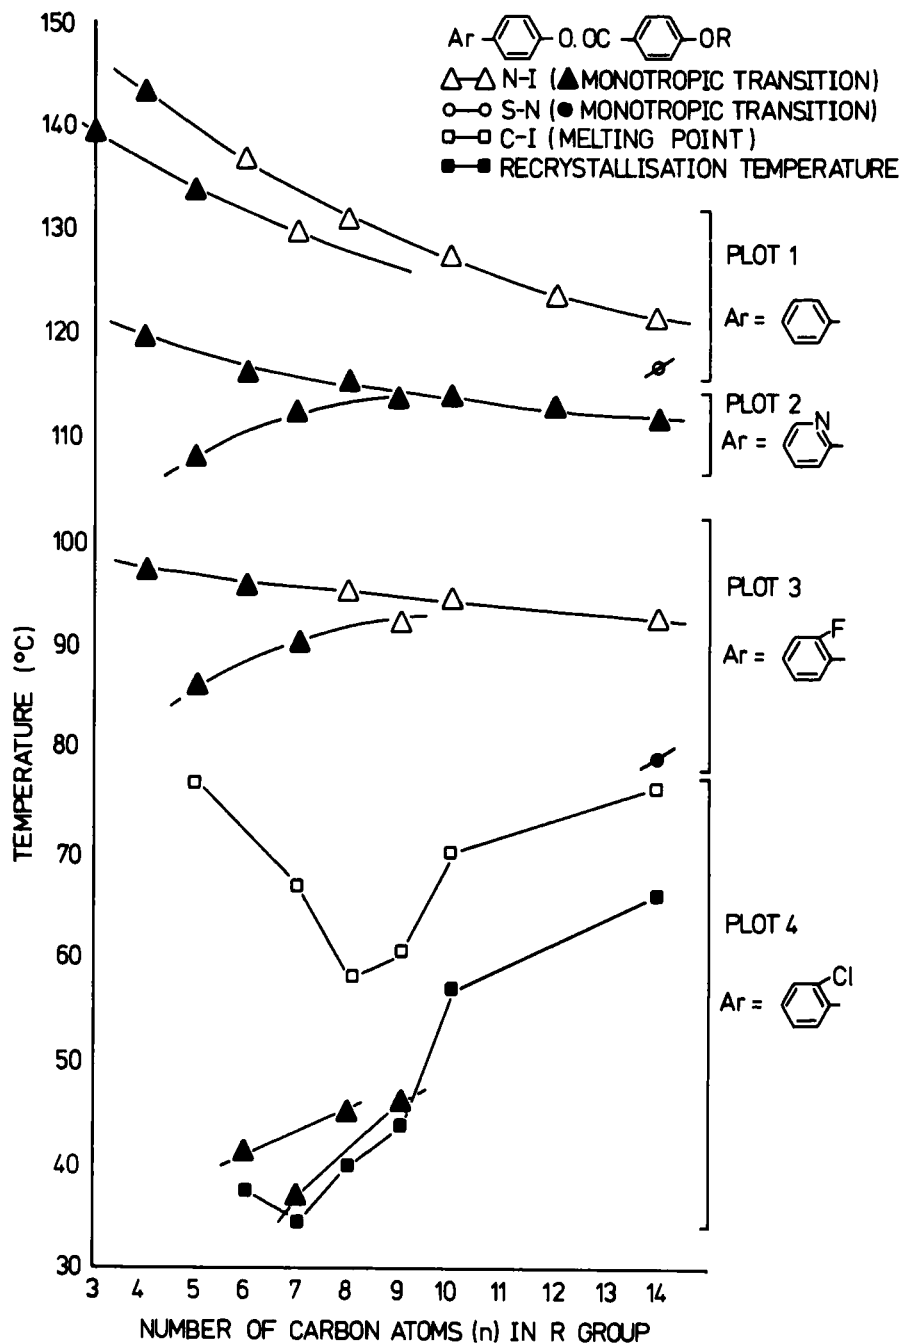 150
140
130
120
110
100
90
80
70
60
50
40
30
TEMPERATURE (°C)
3 4 5 6 7 8 9 10 11 12 13 14
NUMBER OF CARBON ATOMS (n) IN R GROUP
Ar O.OC OR
N-I (▲MONOTROPIC TRANSITION)
S-N (● MONOTROPIC TRANSITION)
C-I (MELTING POINT)
RECRYSTALLISATION TEMPERATURE
PLOT 1
Ar =
PLOT 2
N
Ar =
PLOT 3
F
Ar =
PLOT 4
Cl
Ar =